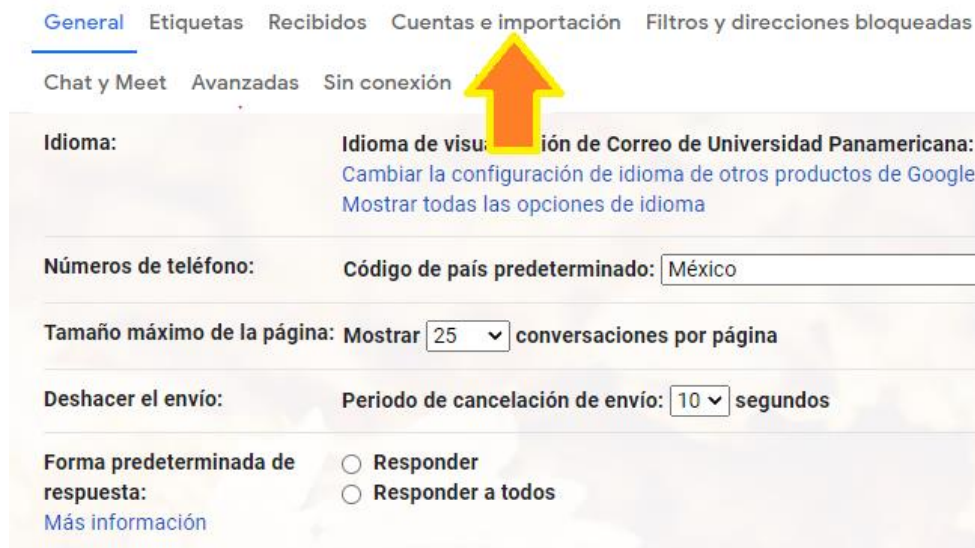 General Etiquetas Recibidos Cuentas e importación Filtros y direcciones bloqueadas
Chat y Meet Avanzadas Sin conexión
Idioma: Idioma de ión de Correo de Universidad Panamericana:
Cambiar la configuración de idioma de otros productos de Google
Mostrar todas las opciones de idioma
Números de teléfono: Código de país predeterminado: México
Tamaño máximo de la página: Mostrar 25 conversaciones por página
Deshacer el envío: Periodo de cancelación de envío: 10 segundos
Forma predeterminada de Responder
respuesta: Responder a todos
Más información